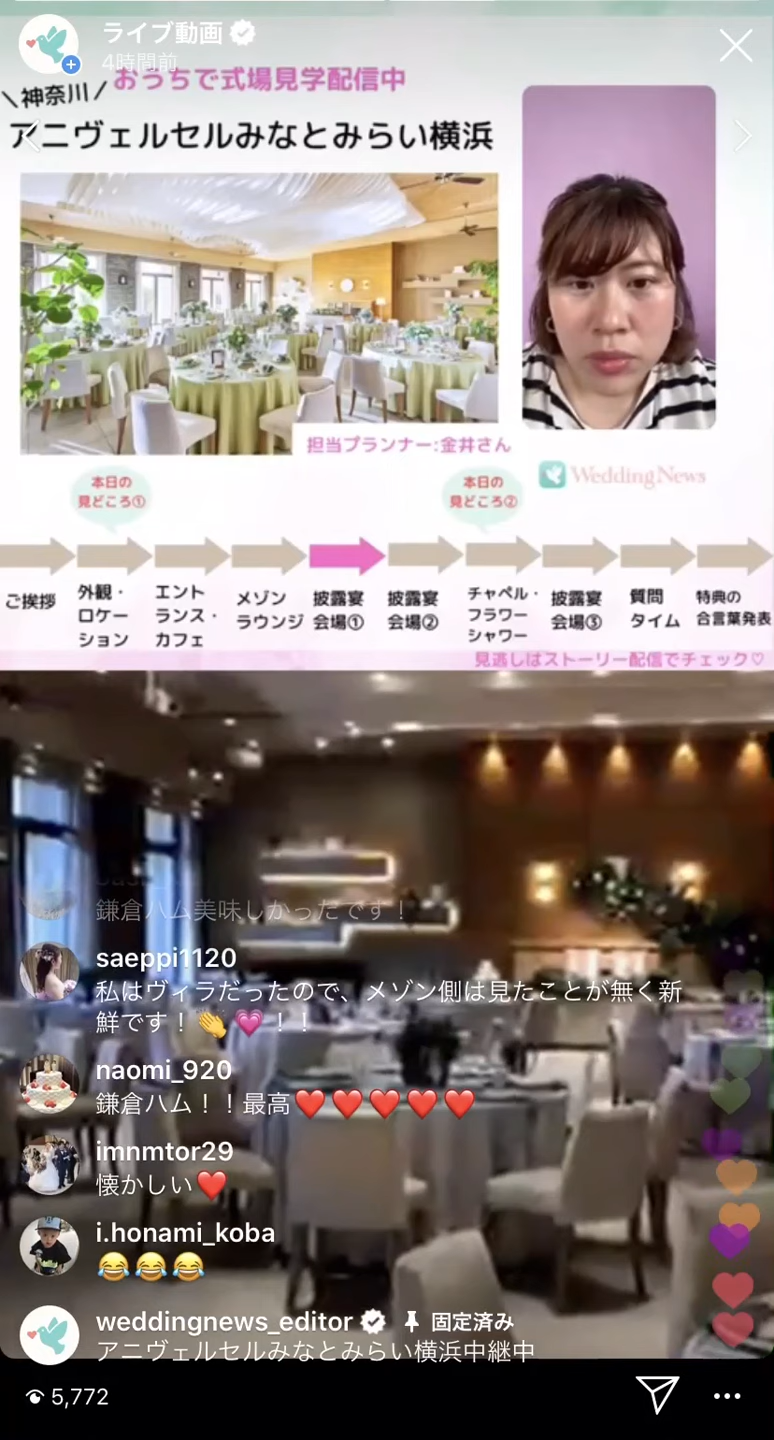 ライブ動画
4時間前
おうちで式場見学配信中
\神奈川/
アニヴェルセルみなとみらい横浜
担当プランナー:金井さん
WeddingNews
本日の
見どころ①
本日の
見どころ②
ご挨拶
外観・
ロケー
ション
エント
ランス・
カフェ
メゾン
ラウンジ
披露宴
会場①
披露宴
会場②
チャペル・
フラワー
シャワー
披露宴
会場③
質問
タイム
特典の
合言葉発表
見逃しはストーリー配信でチェック♡
鎌倉ハム美味しかったです！
saeppi1120
私はヴィラだったので、メゾン側は見たことが無く新
鮮です！👏💗！！
naomi_920
鎌倉ハム！！最高❤️❤️❤️❤️❤️
imnmtor29
懐かしい❤️
i.honami_koba
😂😂😂
weddingnews_editor 固定済み
アニヴェルセルみなとみらい横浜中継中
5,772